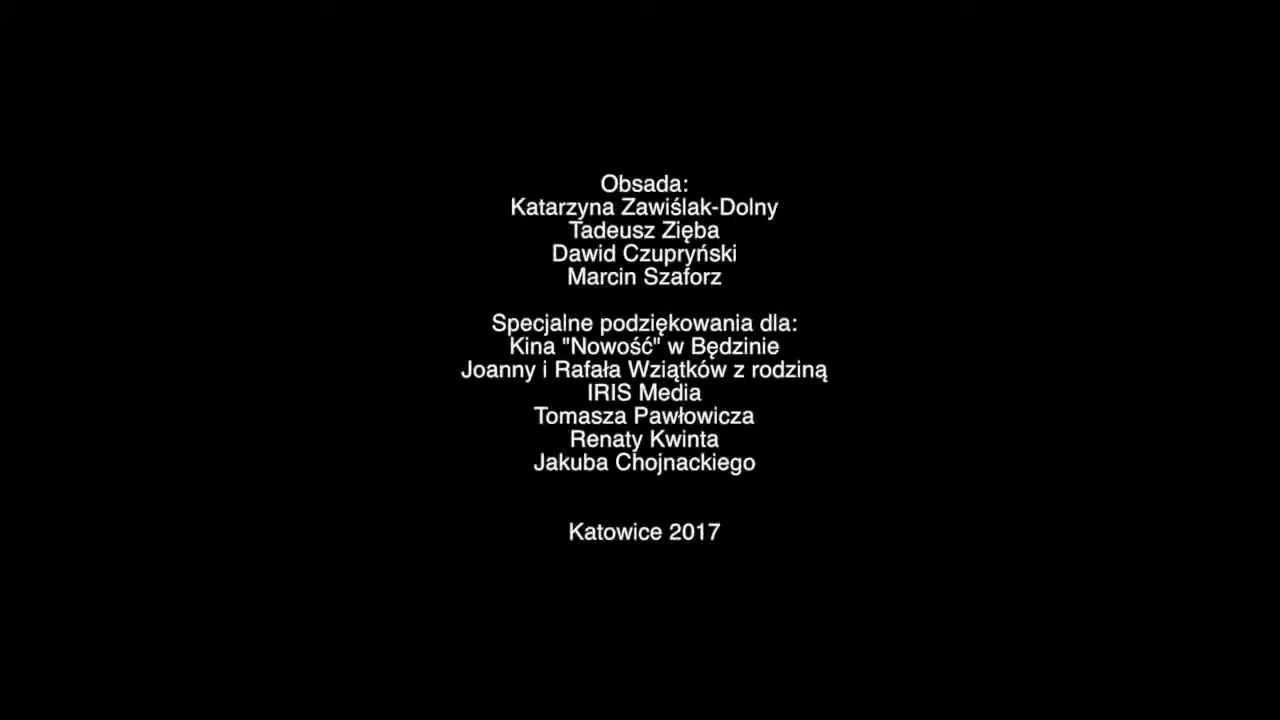 Obsada:
Katarzyna Zawiślak-Dolny
Tadeusz Zięba
Dawid Czupryński
Marcin Szaforz
Specjalne podziękowania dla:
Kina "Nowość" w Będzinie
Joanny i Rafała Wziątków z rodziną
IRIS Media
Tomasza Pawłowicza
Renaty Kwinta
Jakuba Chojnackiego
Katowice 2017